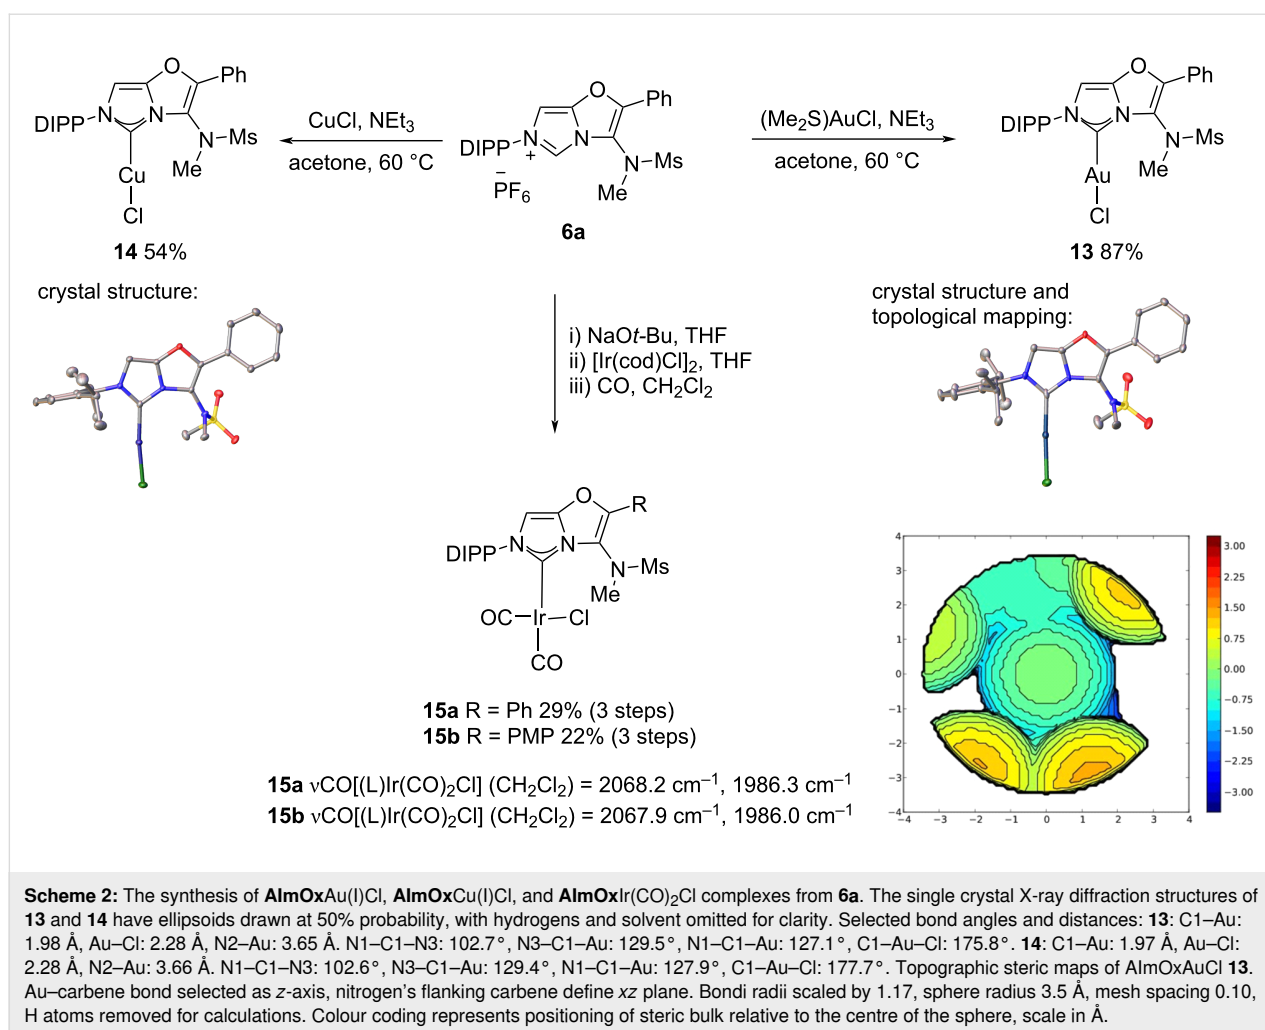 O
Ph
N
N
DIPP
N
Ms
Me
Cu
Cl
14 54%
crystal structure:
CuCl, NEt3
acetone, 60 °C
O
Ph
DIPP
N
+
N
N
Ms
Me
–
PF6
6a
(Me2S)AuCl, NEt3
acetone, 60 °C
O
Ph
N
N
DIPP
N
Ms
Me
Au
Cl
13 87%
crystal structure and
topological mapping:
i) NaOt-Bu, THF
ii) [Ir(cod)Cl]2, THF
iii) CO, CH2Cl2
O
R
N
N
DIPP
N
Ms
Me
OC
Ir
Cl
CO
15a R = Ph 29% (3 steps)
15b R = PMP 22% (3 steps)
15a νCO[(L)Ir(CO)2Cl] (CH2Cl2) = 2068.2 cm–1, 1986.3 cm–1
15b νCO[(L)Ir(CO)2Cl] (CH2Cl2) = 2067.9 cm–1, 1986.0 cm–1
4
3
2
1
0
−1
−2
−3
−4
−4 −3 −2 −1 0 1 2 3 4
3.00
2.25
1.50
0.75
0.00
−0.75
−1.50
−2.25
−3.00
Scheme 2: The synthesis of AImOxAu(I)Cl, AImOxCu(I)Cl, and AImOxIr(CO)2Cl complexes from 6a. The single crystal X-ray diffraction structures of
13 and 14 have ellipsoids drawn at 50% probability, with hydrogens and solvent omitted for clarity. Selected bond angles and distances: 13: C1–Au:
1.98 Å, Au–Cl: 2.28 Å, N2–Au: 3.65 Å. N1–C1–N3: 102.7°, N3–C1–Au: 129.5°, N1–C1–Au: 127.1°, C1–Au–Cl: 175.8°. 14: C1–Au: 1.97 Å, Au–Cl:
2.28 Å, N2–Au: 3.66 Å. N1–C1–N3: 102.6°, N3–C1–Au: 129.4°, N1–C1–Au: 127.9°, C1–Au–Cl: 177.7°. Topographic steric maps of AImOxAuCl 13.
Au–carbene bond selected as z-axis, nitrogen's flanking carbene define xz plane. Bondi radii scaled by 1.17, sphere radius 3.5 Å, mesh spacing 0.10,
H atoms removed for calculations. Colour coding represents positioning of steric bulk relative to the centre of the sphere, scale in Å.